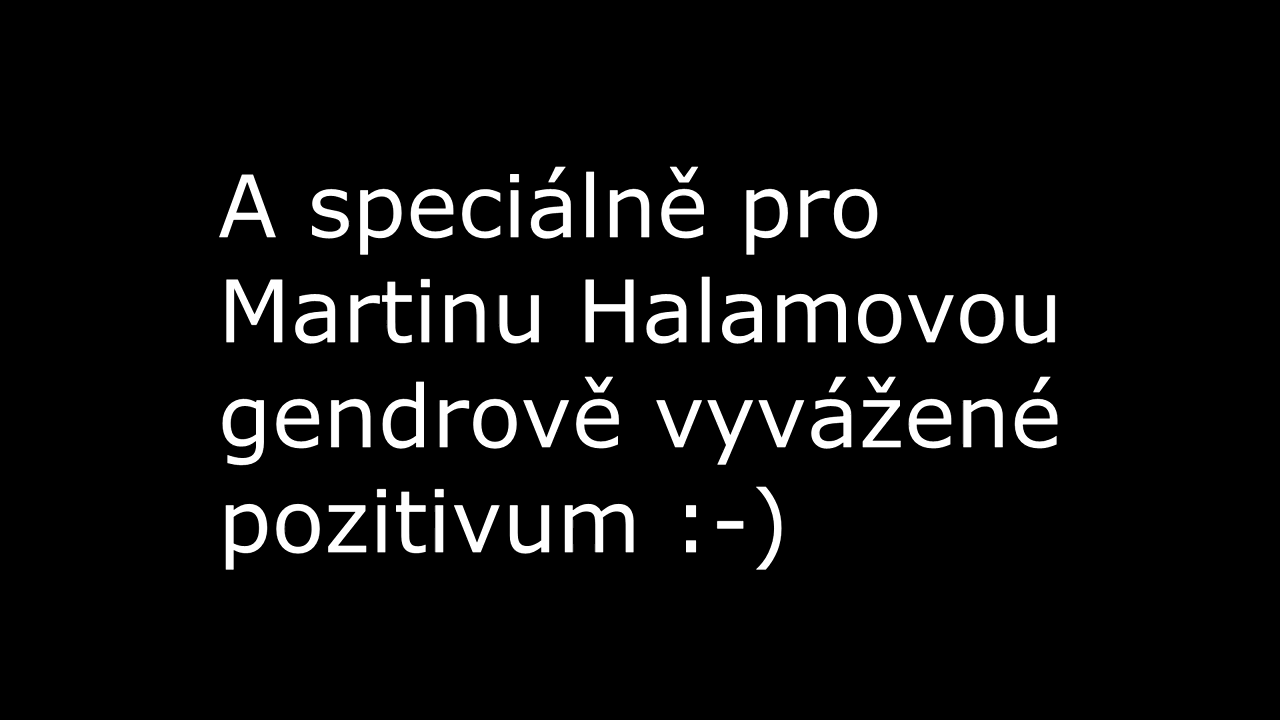 A speciálně pro
Martinu Halamovou
gendrově vyvážené
pozitivum :-)